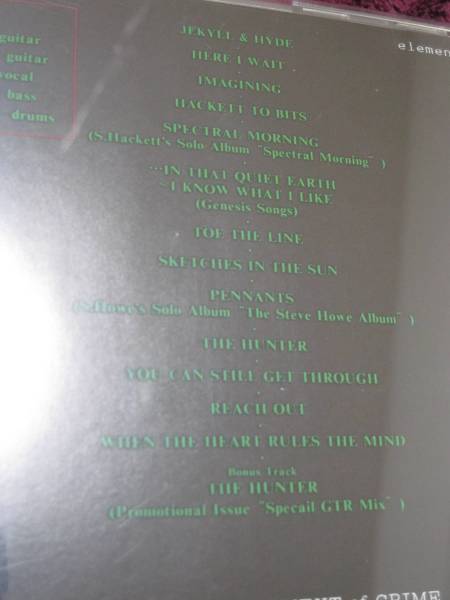 guitar
guitar
vocal
bass
drums
elemen
JEKYLL & HYDE
HERE I WAIT
IMAGINING
HACKETT TO BITS
SPECTRAL MORNING
(S.Hackett's Solo Album "Spectral Morning")
...IN THAT QUIET EARTH
~I KNOW WHAT I LIKE
(Genesis Songs)
TOE THE LINE
SKETCHES IN THE SUN
PENNANTS
(S.Howe's Solo Album "The Steve Howe Album")
THE HUNTER
YOU CAN STILL GET THROUGH
REACH OUT
WHEN THE HEART RULES THE MIND
Bonus Track
THE HUNTER
(Promotional Issue "Specail GTR Mix")
of CRIME